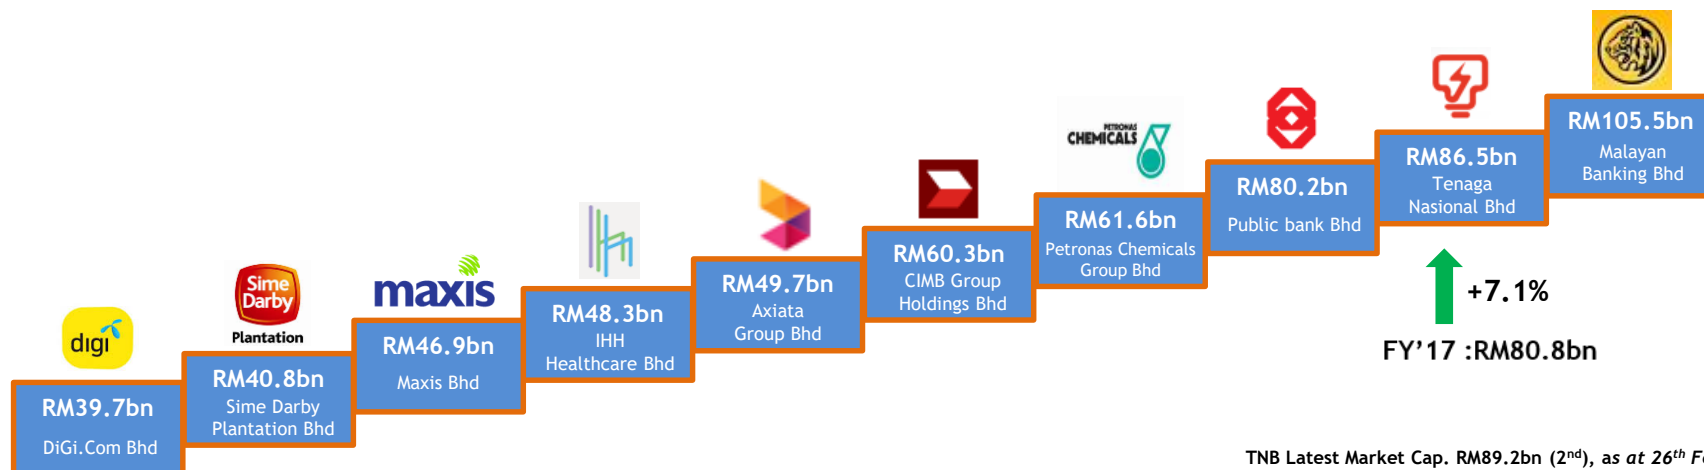 RM105.5bn
Malayan
Banking Bhd
RM86.5bn
Tenaga
Nasional Bhd
RM80.2bn
Public bank Bhd
PETRONAS
CHEMICALS
RM61.6bn
Petronas Chemicals
Group Bhd
RM60.3bn
CIMB Group
Holdings Bhd
RM49.7bn
Axiata
Group Bhd
RM48.3bn
IHH
Healthcare Bhd
maxis
RM46.9bn
Maxis Bhd
Sime
Darby
Plantation
RM40.8bn
Sime Darby
Plantation Bhd
digi
RM39.7bn
DiGi.Com Bhd
+7.1%
FY'17 :RM80.8bn
TNB Latest Market Cap. RM89.2bn (2nd), as at 26th